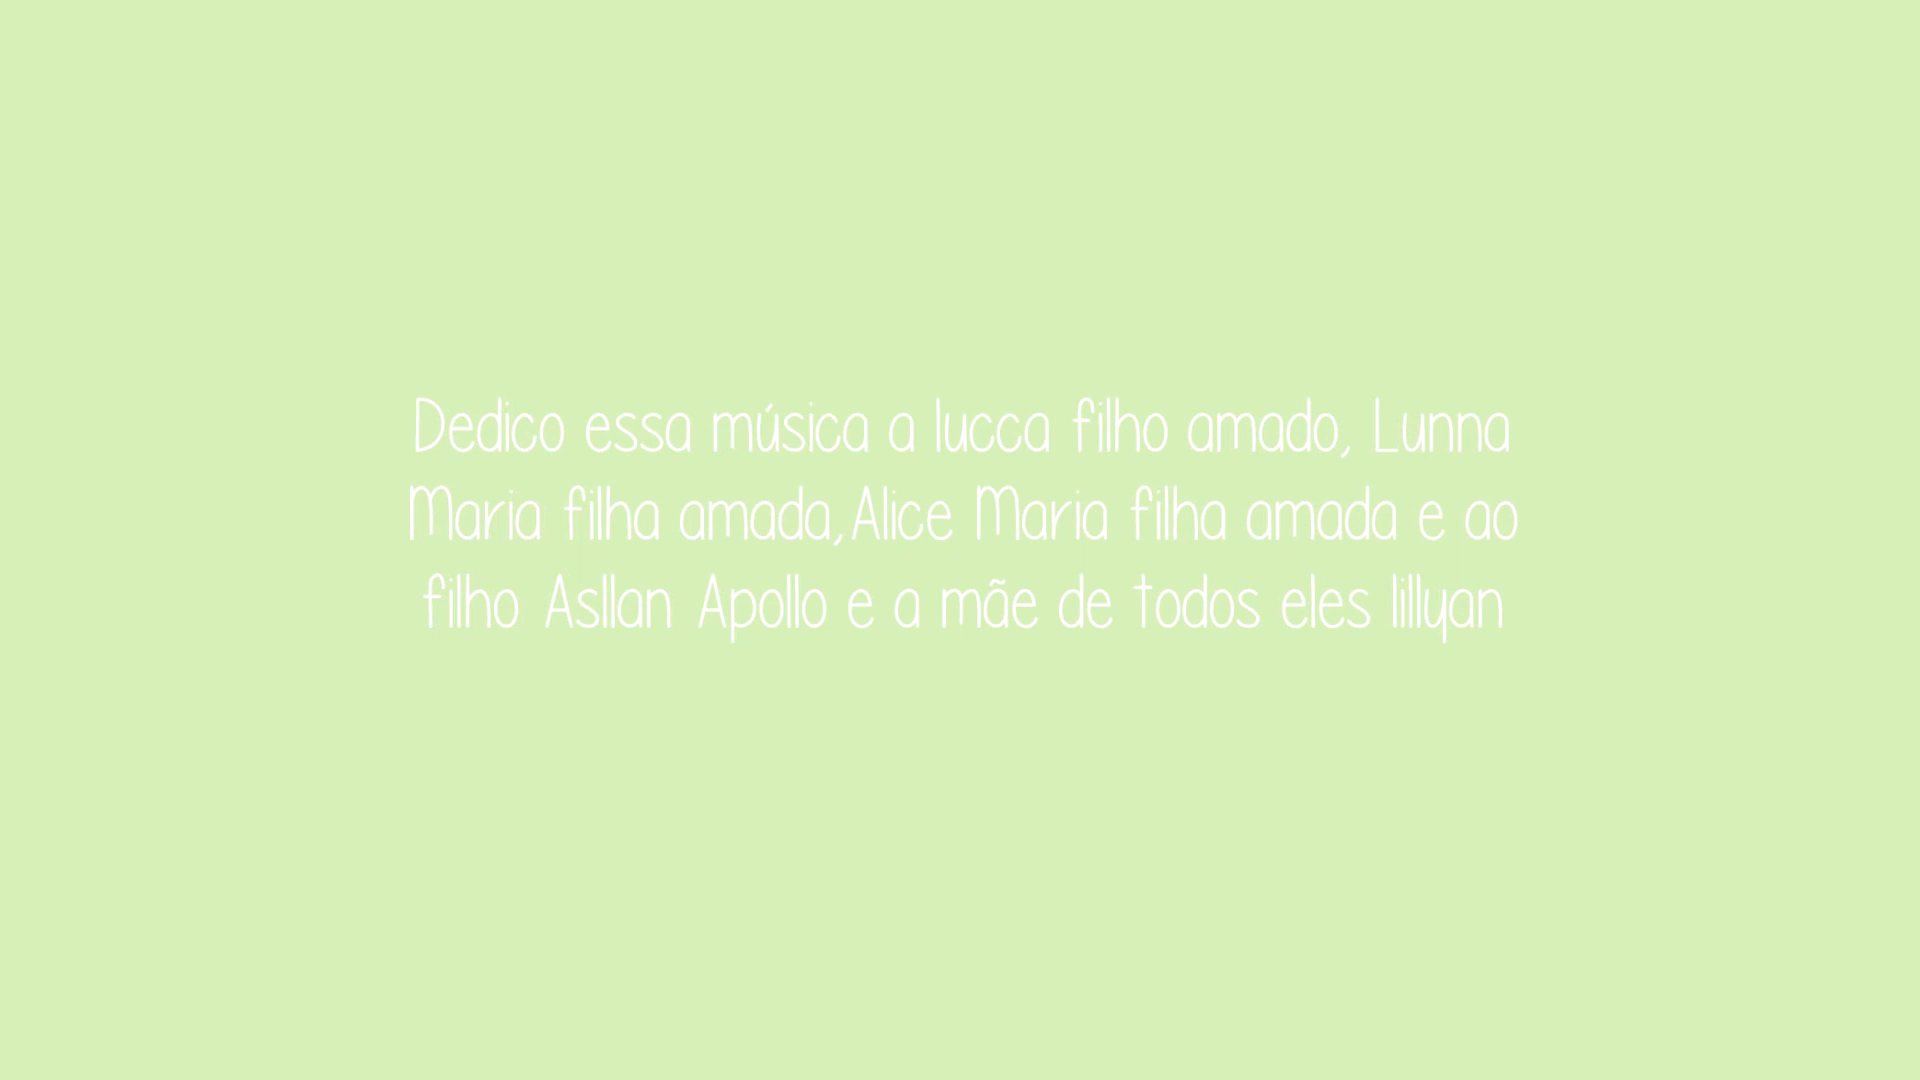 Dedico essa música a lucca filho amado, Lunna
Maria filha amada,Alice Maria filha amada e ao
filho Asllan Apollo e a mãe de todos eles lillyan